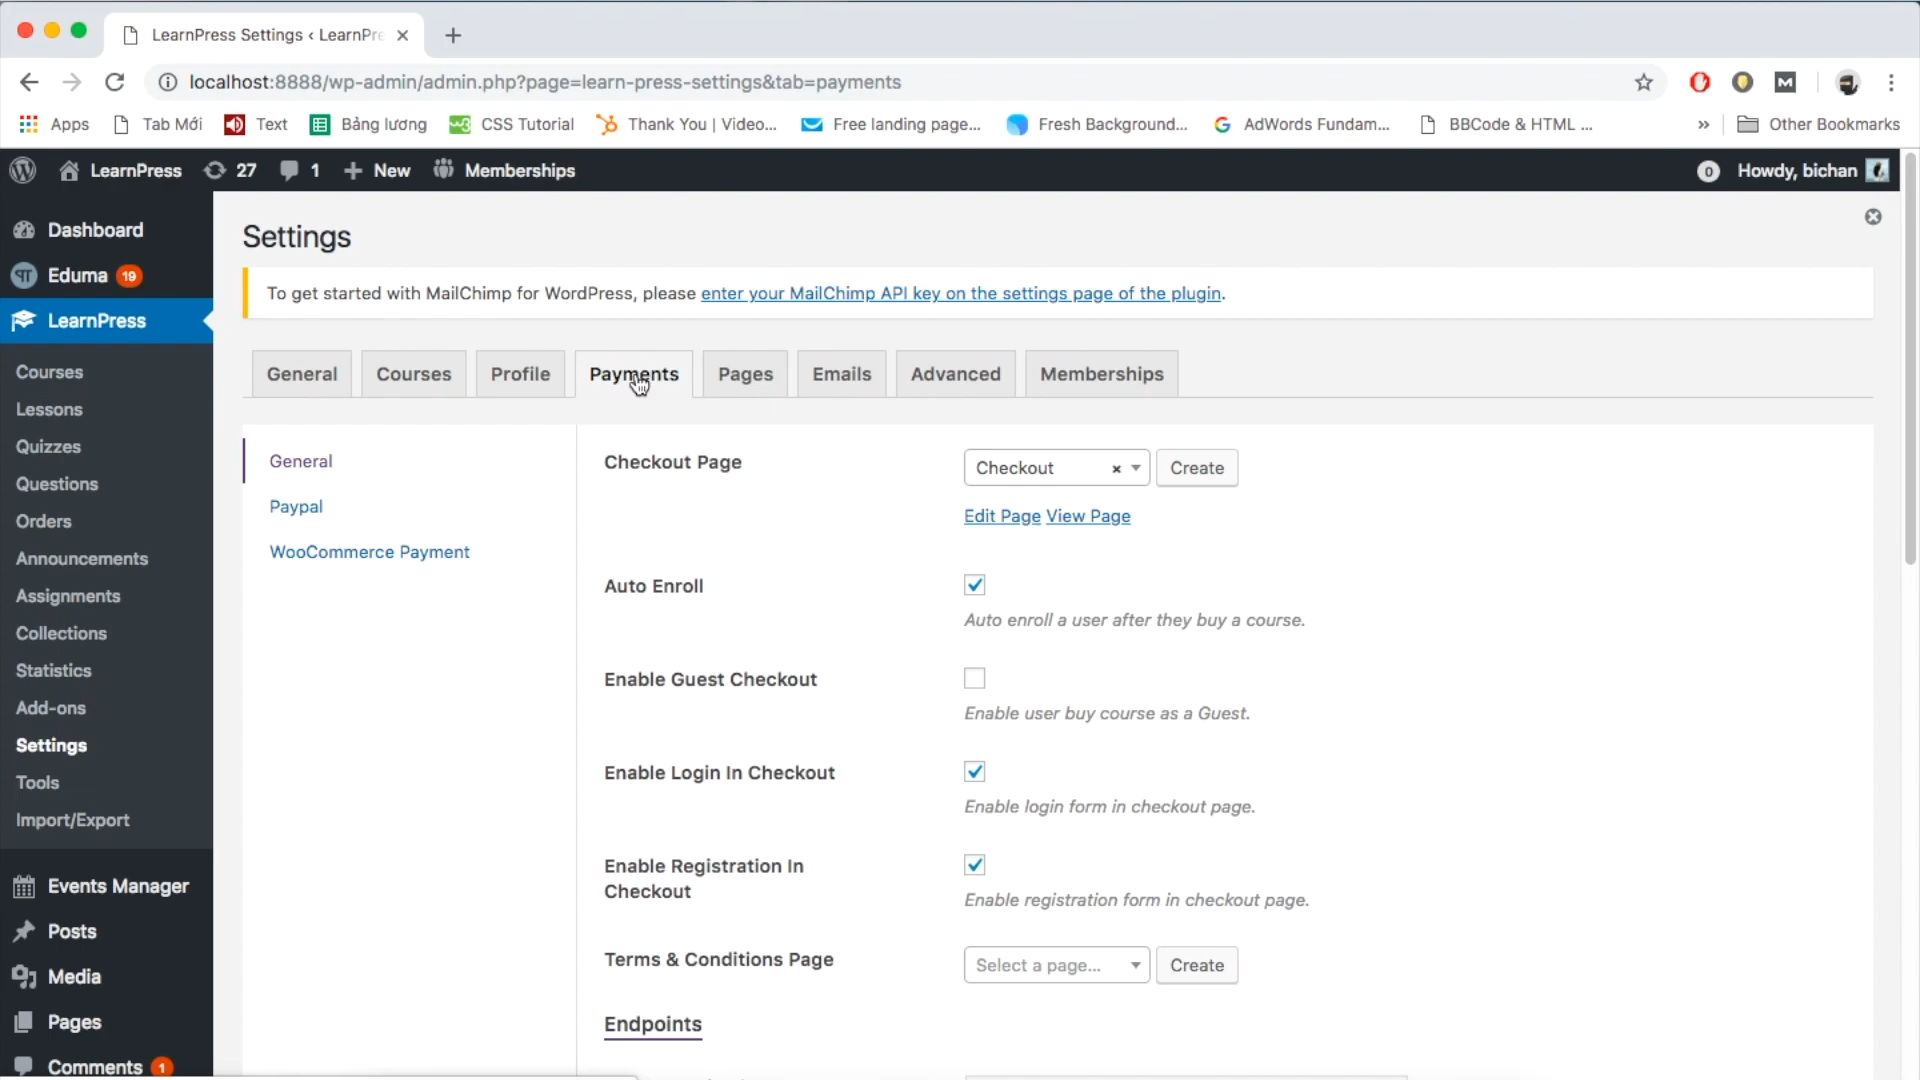 LearnPress Settings ‹ LearnPre
localhost:8888/wp-admin/admin.php?page=learn-press-settings&tab=payments
Apps Tab Mới Text Bảng lương CSS Tutorial Thank You | Video... Free landing page... Fresh Background... AdWords Fundam... BBCode & HTML ... » Other Bookmarks
LearnPress 27 1 New Memberships 0 Howdy, bichan
Dashboard
Eduma 19
LearnPress
Courses
Lessons
Quizzes
Questions
Orders
Announcements
Assignments
Collections
Statistics
Add-ons
Settings
Tools
Import/Export
Events Manager
Posts
Media
Pages
Comments 1
Settings
To get started with MailChimp for WordPress, please enter your MailChimp API key on the settings page of the plugin.
General Courses Profile Payments Pages Emails Advanced Memberships
General
Paypal
WooCommerce Payment
Checkout Page Checkout × Create
Edit Page View Page
Auto Enroll
Auto enroll a user after they buy a course.
Enable Guest Checkout
Enable user buy course as a Guest.
Enable Login In Checkout
Enable login form in checkout page.
Enable Registration In
Checkout
Enable registration form in checkout page.
Terms & Conditions Page Select a page... Create
Endpoints